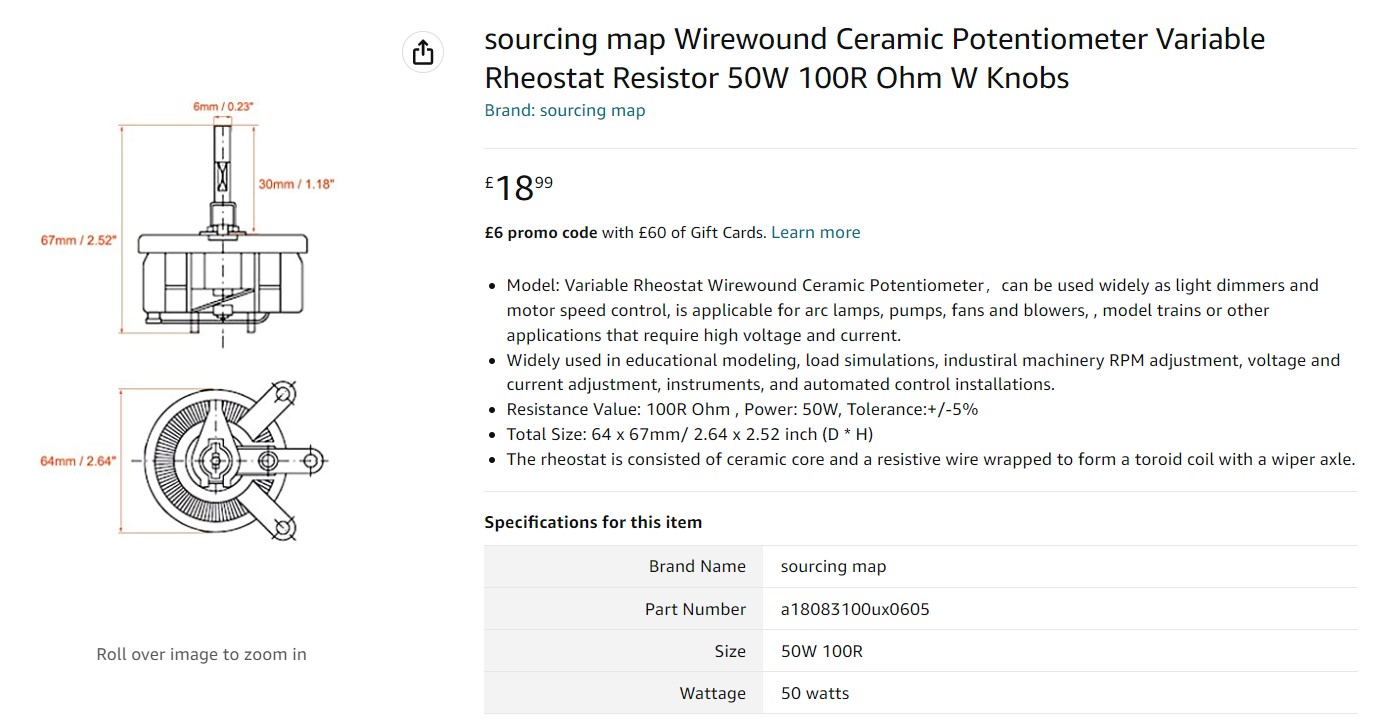 sourcing map Wirewound Ceramic Potentiometer Variable
Rheostat Resistor 50W 100R Ohm W Knobs
Brand: sourcing map
6mm / 0.23"
30mm / 1.18"
67mm / 2.52"
64mm / 2.64"
Roll over image to zoom in
£18⁹⁹
£6 promo code with £60 of Gift Cards. Learn more
• Model: Variable Rheostat Wirewound Ceramic Potentiometer，can be used widely as light dimmers and
motor speed control, is applicable for arc lamps, pumps, fans and blowers, , model trains or other
applications that require high voltage and current.
• Widely used in educational modeling, load simulations, industiral machinery RPM adjustment, voltage and
current adjustment, instruments, and automated control installations.
• Resistance Value: 100R Ohm , Power: 50W, Tolerance:+/-5%
• Total Size: 64 x 67mm/ 2.64 x 2.52 inch (D * H)
• The rheostat is consisted of ceramic core and a resistive wire wrapped to form a toroid coil with a wiper axle.
Specifications for this item
Brand Name sourcing map
Part Number a18083100ux0605
Size 50W 100R
Wattage 50 watts